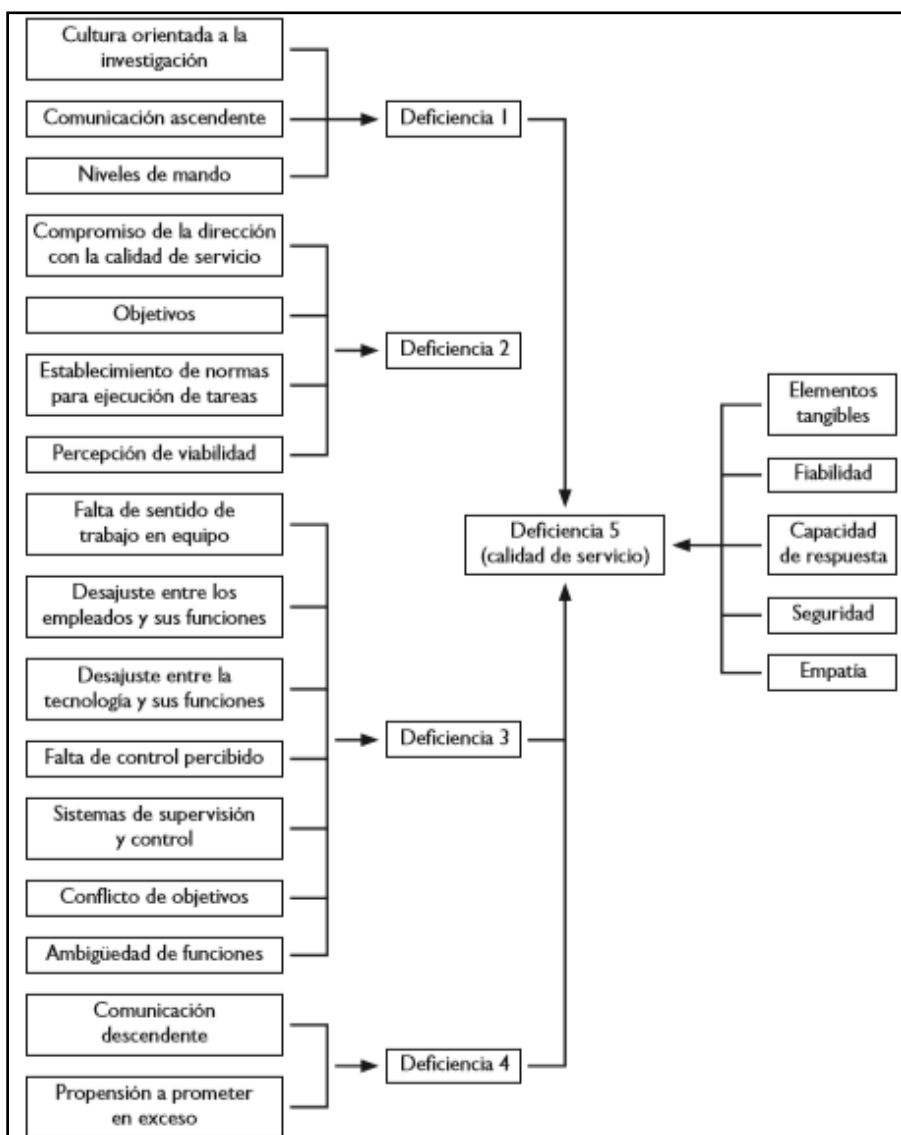 Cultura orientada a la
investigación
Comunicación ascendente
Niveles de mando
Deficiencia 1
Compromiso de la dirección
con la calidad de servicio
Objetivos
Establecimiento de normas
para ejecución de tareas
Percepción de viabilidad
Deficiencia 2
Falta de sentido de
trabajo en equipo
Desajuste entre los
empleados y sus funciones
Desajuste entre la
tecnología y sus funciones
Falta de control percibido
Sistemas de supervisión
y control
Conflicto de objetivos
Ambigüedad de funciones
Deficiencia 3
Comunicación
descendente
Propensión a prometer
en exceso
Deficiencia 4
Deficiencia 5
(calidad de servicio)
Elementos
tangibles
Fiabilidad
Capacidad
de respuesta
Seguridad
Empatía